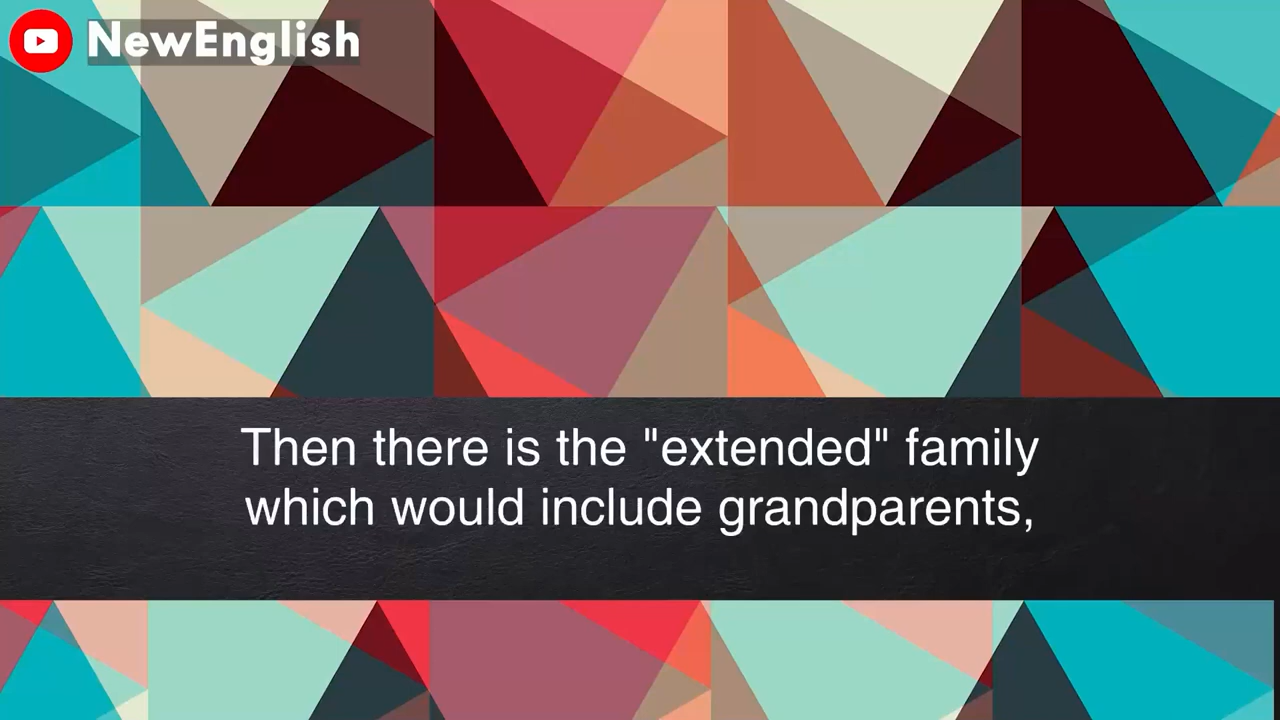 NewEnglish
Then there is the "extended" family
which would include grandparents,